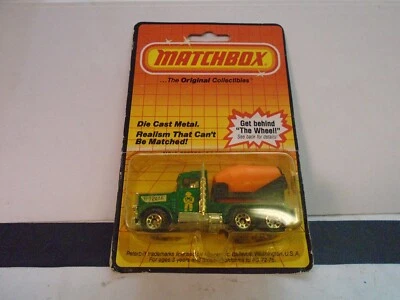 MATCHBOX
...The Original Collectibles
Die Cast Metal.
Realism That Can't
Be Matched!
Get behind
"The Wheel!"
See back for details!
Washington, U.S.A.